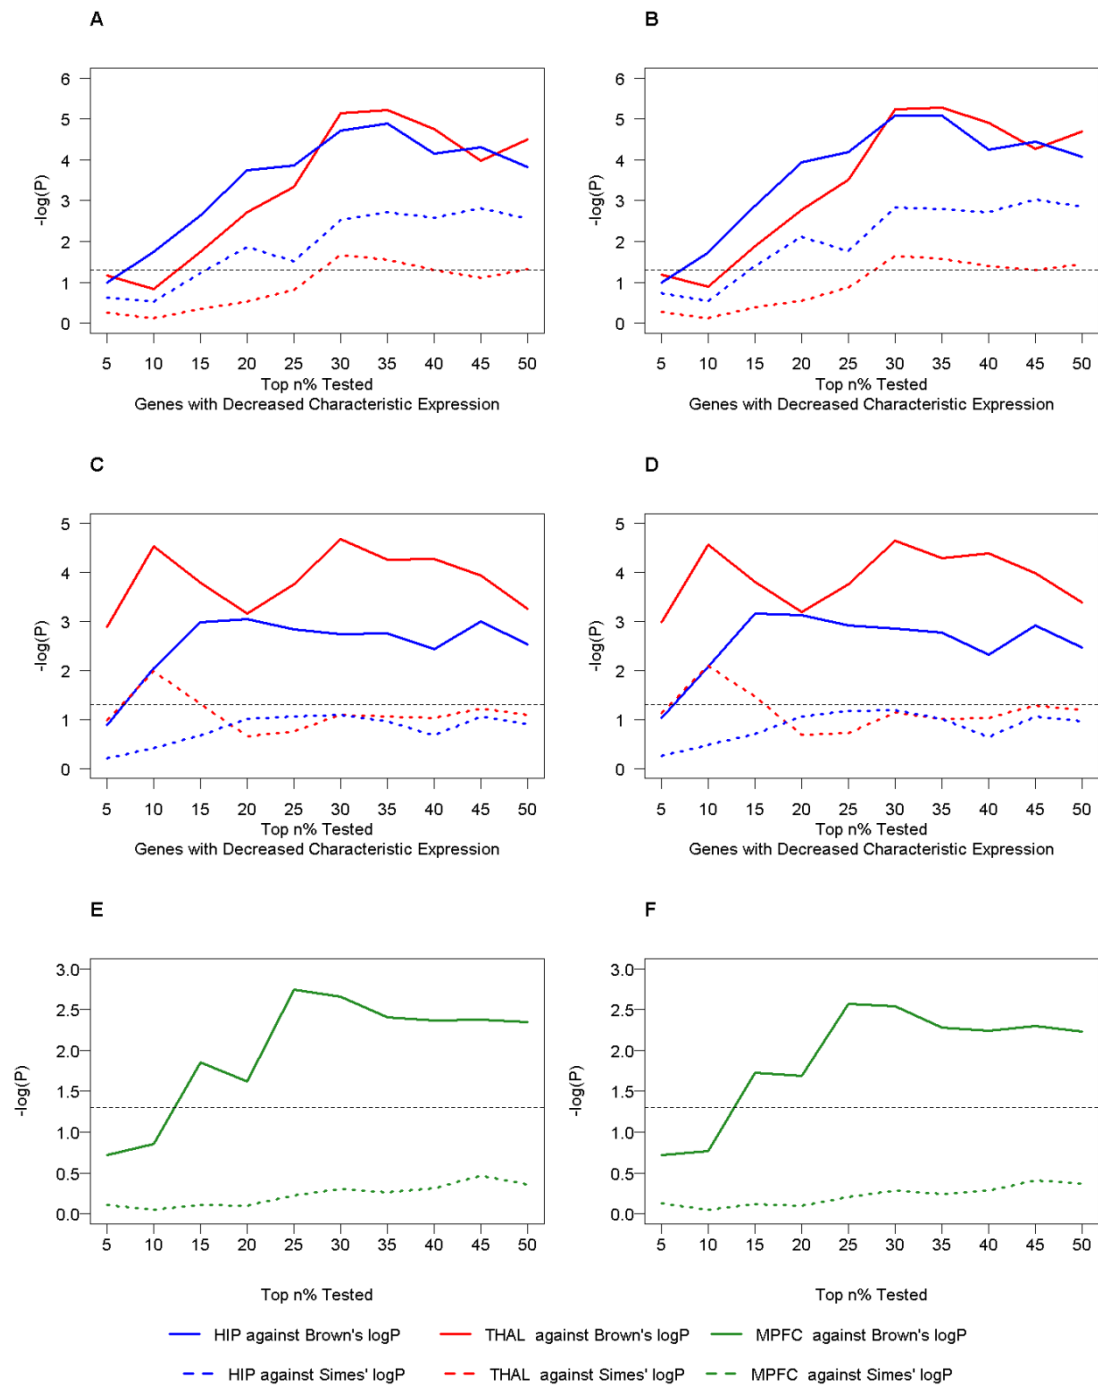 A
B
6
5
4
3
2
1
0
-log(P)
5 10 15 20 25 30 35 40 45 50
Top n% Tested
Genes with Decreased Characteristic Expression
6
5
4
3
2
1
0
-log(P)
5 10 15 20 25 30 35 40 45 50
Top n% Tested
Genes with Decreased Characteristic Expression
C
D
5
4
3
2
1
0
-log(P)
5 10 15 20 25 30 35 40 45 50
Top n% Tested
Genes with Decreased Characteristic Expression
5
4
3
2
1
0
-log(P)
5 10 15 20 25 30 35 40 45 50
Top n% Tested
Genes with Decreased Characteristic Expression
E
F
3.0
2.5
2.0
1.5
1.0
0.5
0.0
-log(P)
5 10 15 20 25 30 35 40 45 50
Top n% Tested
3.0
2.5
2.0
1.5
1.0
0.5
0.0
-log(P)
5 10 15 20 25 30 35 40 45 50
Top n% Tested
HIP against Brown's logP THAL against Brown's logP MPFC against Brown's logP
HIP against Simes' logP THAL against Simes' logP MPFC against Simes' logP